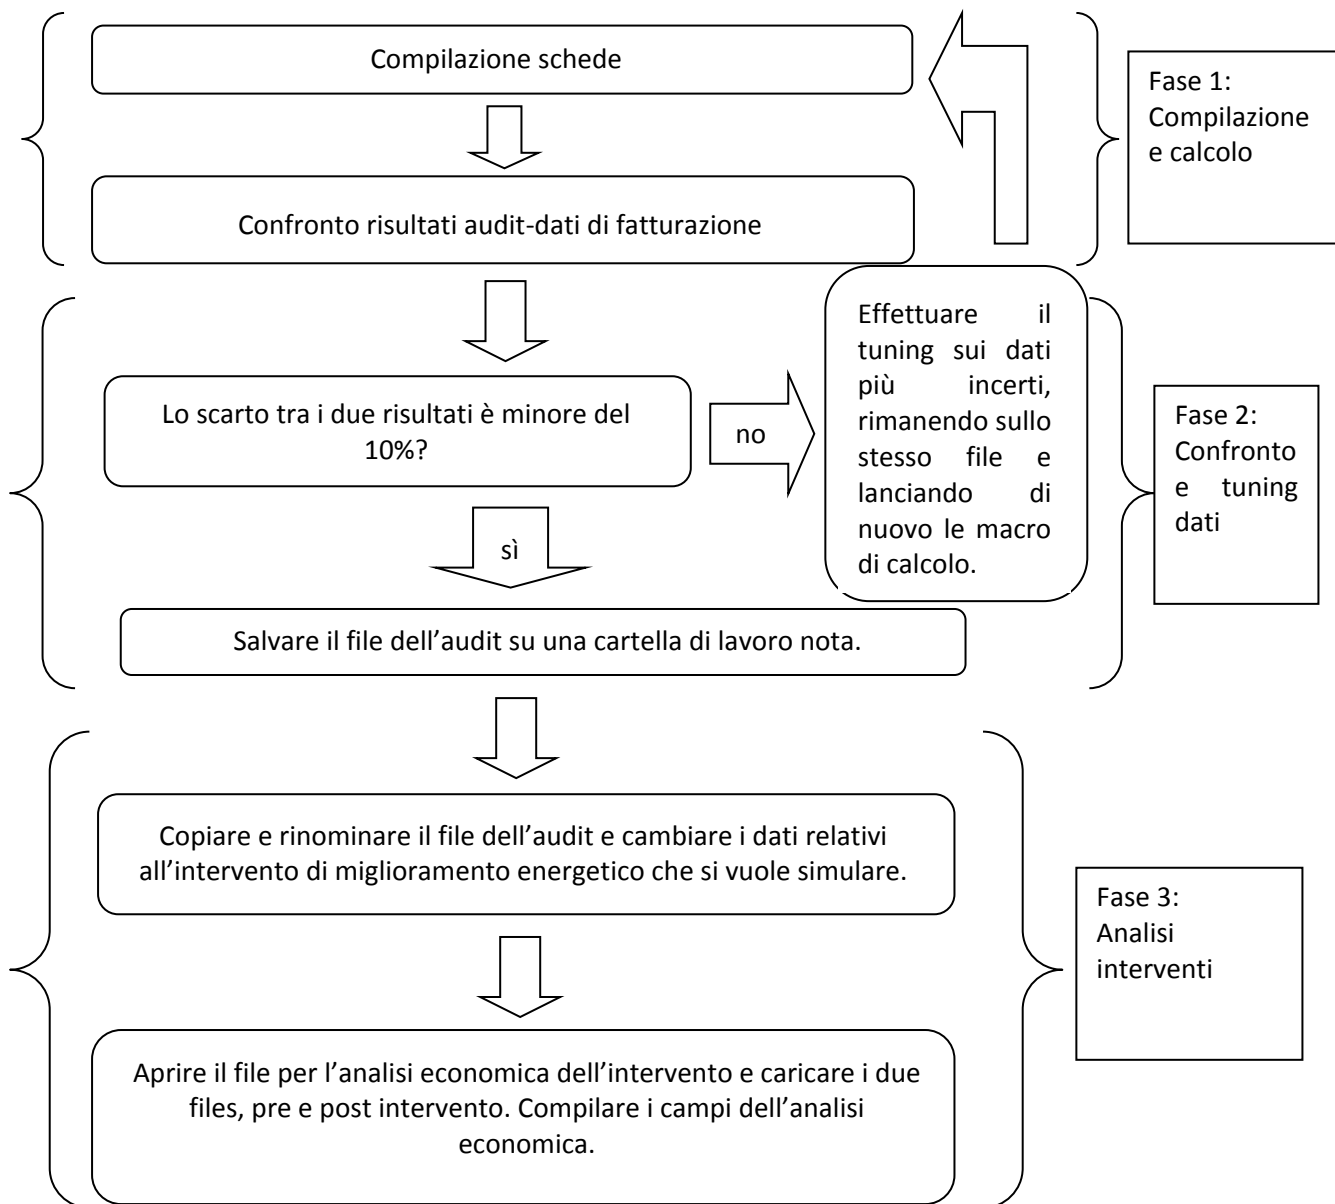 Compilazione schede
Fase 1:
Compilazione
e calcolo
Confronto risultati audit-dati di fatturazione
Lo scarto tra i due risultati è minore del
10%?
no
Effettuare il
tuning sui dati
più incerti,
rimanendo sullo
stesso file e
lanciando di
nuovo le macro
di calcolo.
Fase 2:
Confronto
e tuning
dati
sì
Salvare il file dell’audit su una cartella di lavoro nota.
Copiare e rinominare il file dell’audit e cambiare i dati relativi
all’intervento di miglioramento energetico che si vuole simulare.
Fase 3:
Analisi
interventi
Aprire il file per l’analisi economica dell’intervento e caricare i due
files, pre e post intervento. Compilare i campi dell’analisi
economica.